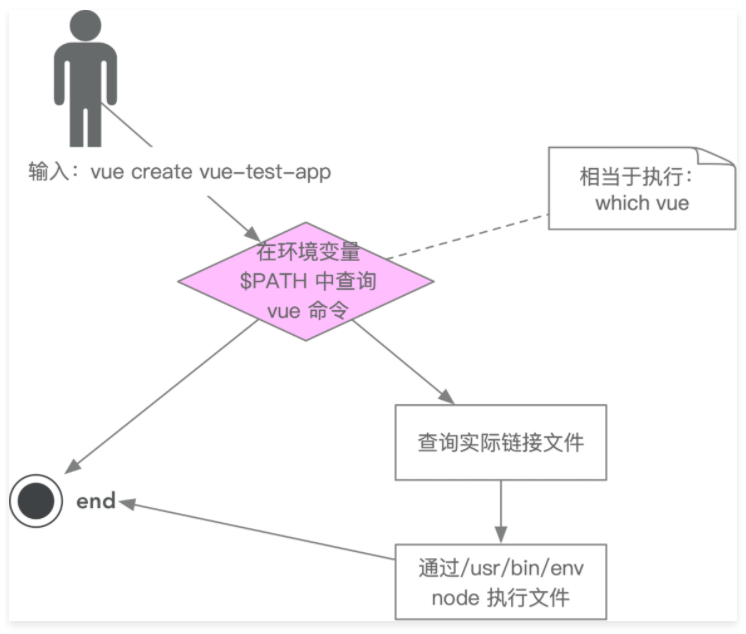 输入：vue create vue-test-app
相当于执行：
which vue
在环境变量
$PATH 中查询
vue 命令
查询实际链接文件
end
通过/usr/bin/env
node 执行文件